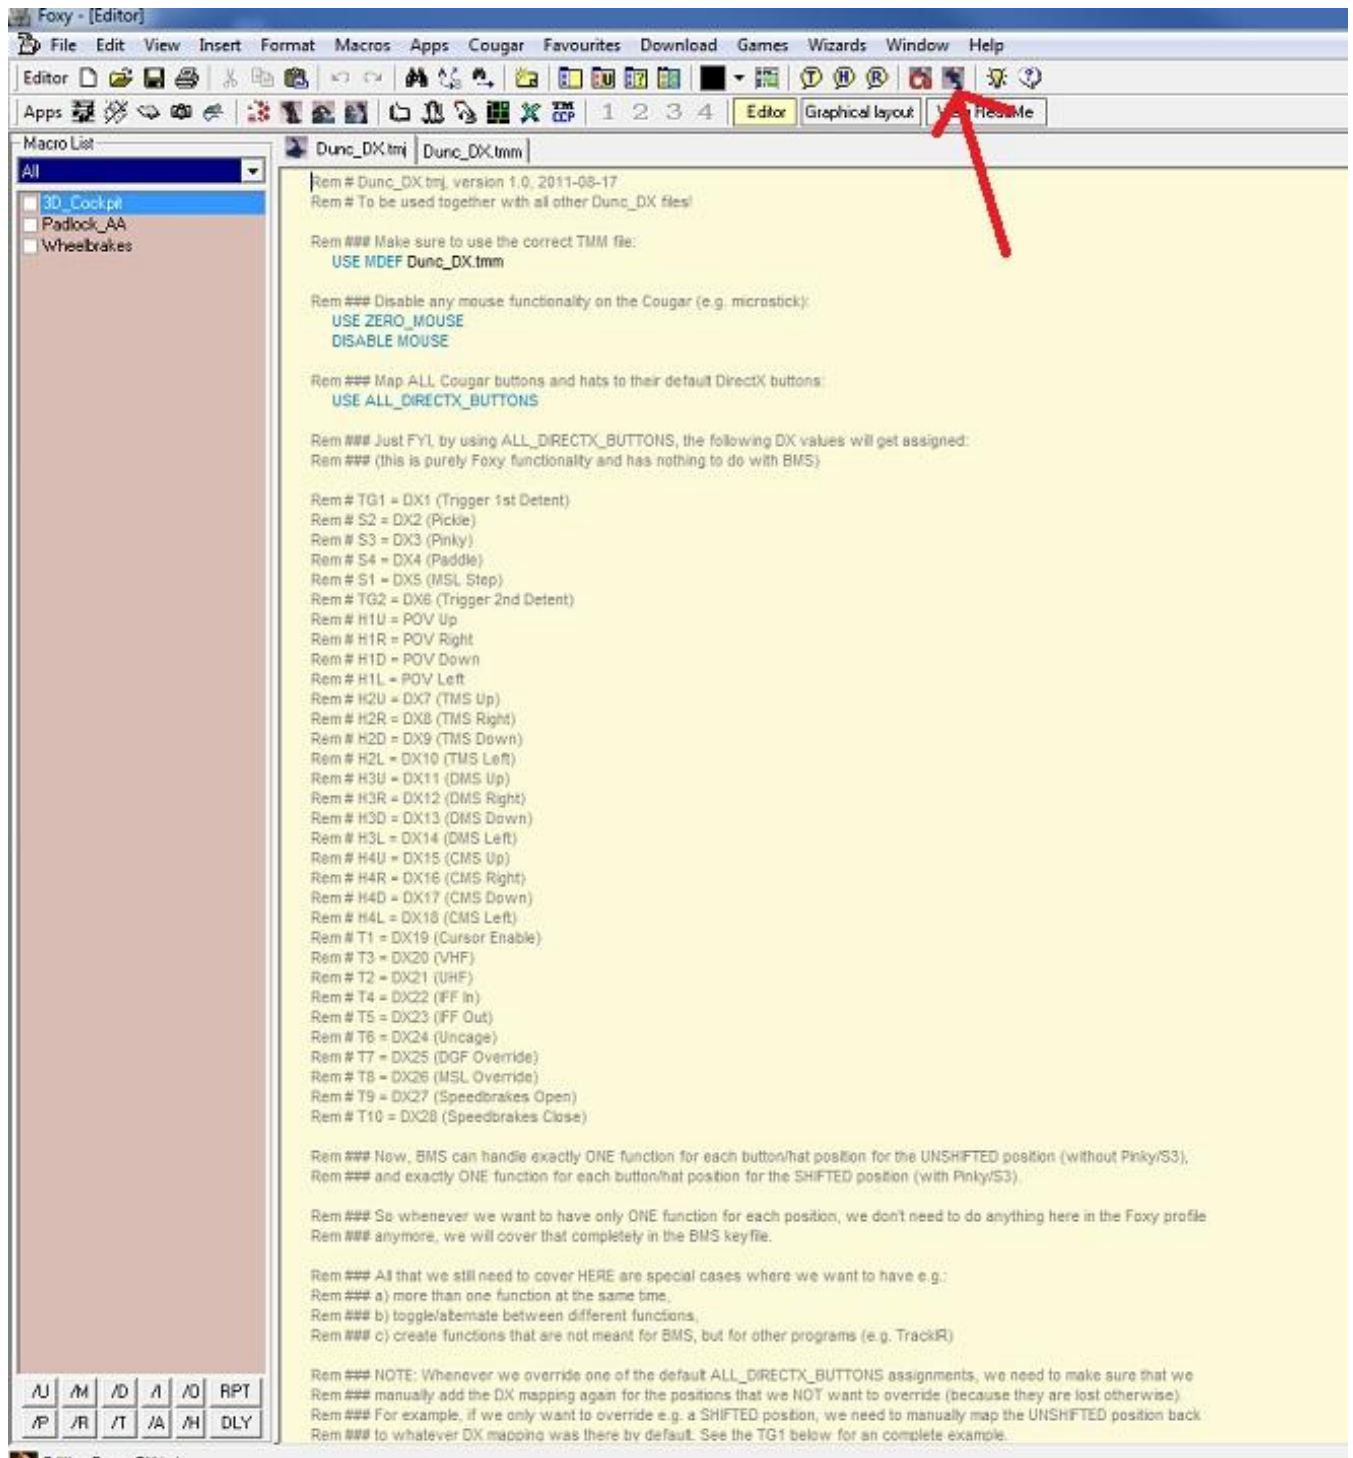 Foxy - [Editor]
File Edit View Insert Format Macros Apps Cougar Favourites Download Games Wizards Window Help
Editor
Apps 1 2 3 4 Editor Graphical layout Me
Macro List
Dunc_DX.tmj Dunc_DX.tmm
All
3D_Cockpit
Padlock_AA
Wheelbrakes
Rem # Dunc_DX.tmj, version 1.0, 2011-08-17
Rem # To be used together with all other Dunc_DX files!
Rem ### Make sure to use the correct TMM file:
USE MDEF Dunc_DX.tmm
Rem ### Disable any mouse functionality on the Cougar (e.g. microstick):
USE ZERO_MOUSE
DISABLE MOUSE
Rem ### Map ALL Cougar buttons and hats to their default DirectX buttons:
USE ALL_DIRECTX_BUTTONS
Rem ### Just FYI, by using ALL_DIRECTX_BUTTONS, the following DX values will get assigned:
Rem ### (this is purely Foxy functionality and has nothing to do with BMS)
Rem # TG1 = DX1 (Trigger 1st Detent)
Rem # S2 = DX2 (Pickle)
Rem # S3 = DX3 (Pinky)
Rem # S4 = DX4 (Paddle)
Rem # S1 = DX5 (MSL Step)
Rem # TG2 = DX6 (Trigger 2nd Detent)
Rem # H1U = POV Up
Rem # H1R = POV Right
Rem # H1D = POV Down
Rem # H1L = POV Left
Rem # H2U = DX7 (TMS Up)
Rem # H2R = DX8 (TMS Right)
Rem # H2D = DX9 (TMS Down)
Rem # H2L = DX10 (TMS Left)
Rem # H3U = DX11 (DMS Up)
Rem # H3R = DX12 (DMS Right)
Rem # H3D = DX13 (DMS Down)
Rem # H3L = DX14 (DMS Left)
Rem # H4U = DX15 (CMS Up)
Rem # H4R = DX16 (CMS Right)
Rem # H4D = DX17 (CMS Down)
Rem # H4L = DX18 (CMS Left)
Rem # T1 = DX19 (Cursor Enable)
Rem # T3 = DX20 (VHF)
Rem # T2 = DX21 (UHF)
Rem # T4 = DX22 (IFF In)
Rem # T5 = DX23 (IFF Out)
Rem # T6 = DX24 (Uncage)
Rem # T7 = DX25 (DGF Override)
Rem # T8 = DX26 (MSL Override)
Rem # T9 = DX27 (Speedbrakes Open)
Rem # T10 = DX28 (Speedbrakes Close)
Rem ### Now, BMS can handle exactly ONE function for each button/hat position for the UNSHIFTED position (without Pinky/S3),
Rem ### and exactly ONE function for each button/hat position for the SHIFTED position (with Pinky/S3).
Rem ### So whenever we want to have only ONE function for each position, we don't need to do anything here in the Foxy profile
Rem ### anymore, we will cover that completely in the BMS keyfile.
Rem ### All that we still need to cover HERE are special cases where we want to have e.g.:
Rem ### a) more than one function at the same time,
Rem ### b) toggle/alternate between different functions,
Rem ### c) create functions that are not meant for BMS, but for other programs (e.g. TrackIR)
Rem ### NOTE: Whenever we override one of the default ALL_DIRECTX_BUTTONS assignments, we need to make sure that we
Rem ### manually add the DX mapping again for the positions that we NOT want to override (because they are lost otherwise).
Rem ### For example, if we only want to override e.g. a SHIFTED position, we need to manually map the UNSHIFTED position back
Rem ### to whatever DX mapping was there by default. See the TG1 below for an complete example.
/U /M /D /I /O RPT
/P /R /T /A /H DLY